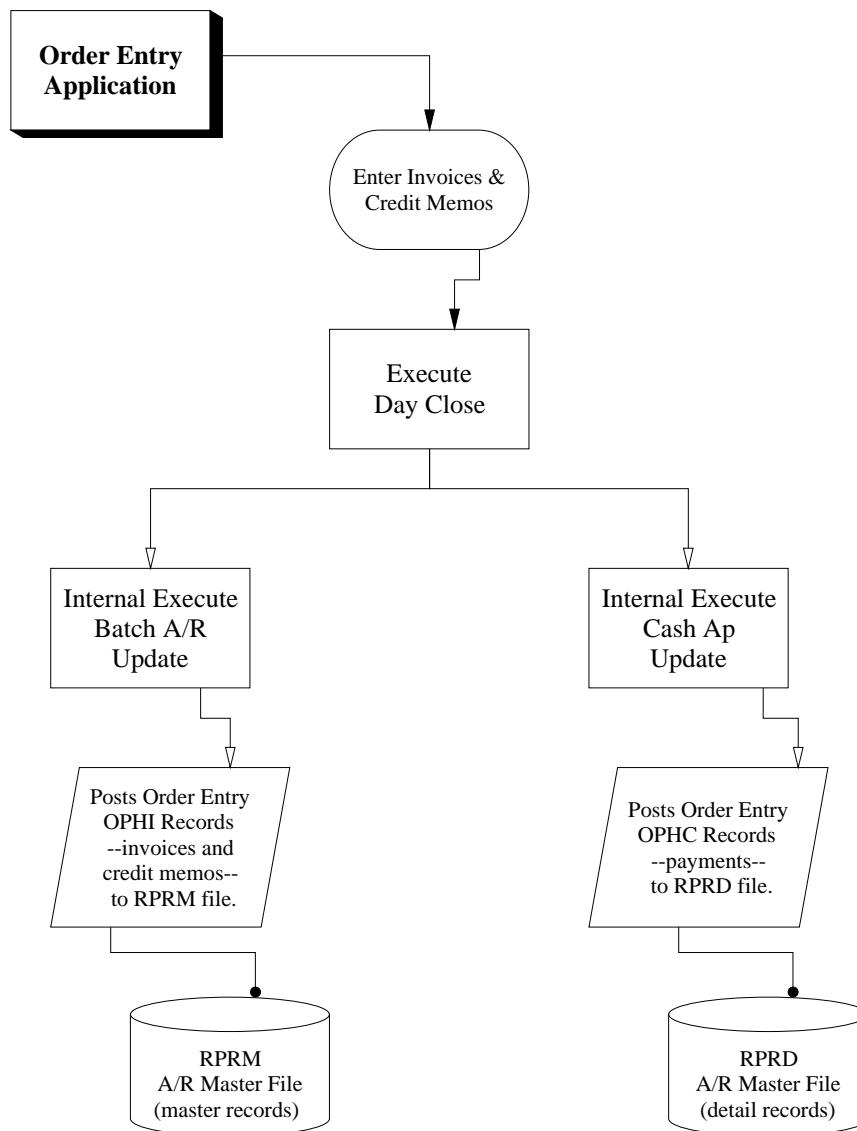 Order Entry
Application
Enter Invoices &
Credit Memos
Execute
Day Close
Internal Execute
Batch A/R
Update
Internal Execute
Cash Ap
Update
Posts Order Entry
OPHI Records
--invoices and
credit memos--
to RPRM file.
Posts Order Entry
OPHC Records
--payments--
to RPRD file.
RPRM
A/R Master File
(master records)
RPRD
A/R Master File
(detail records)